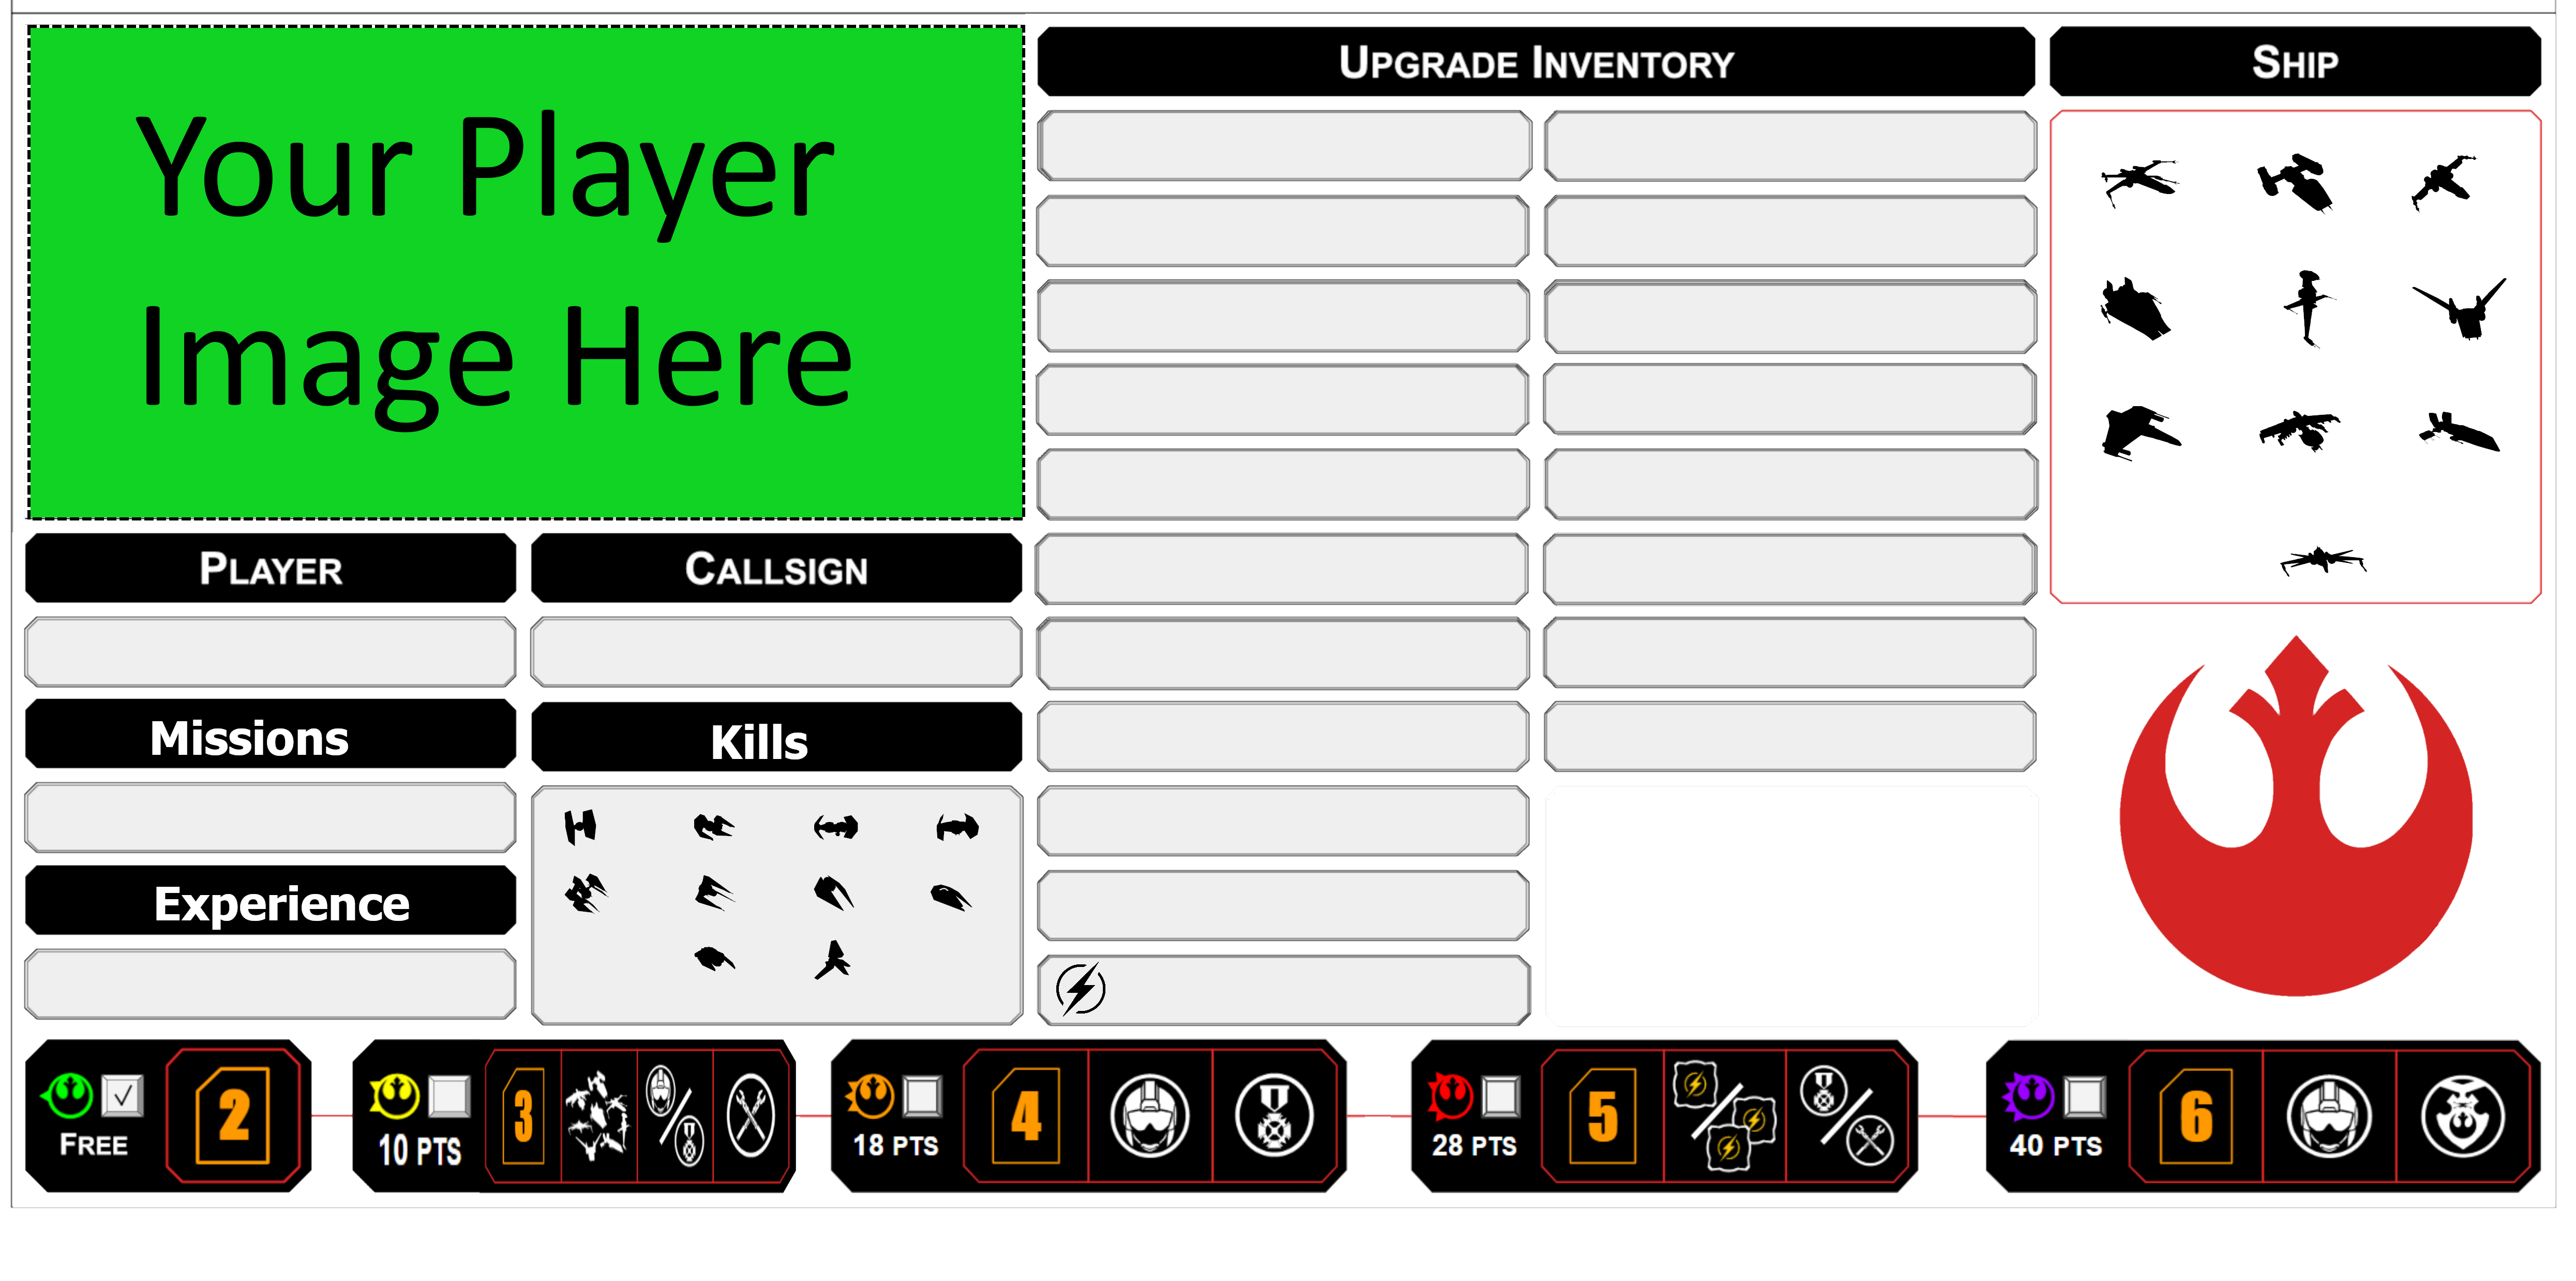 Your Player
Image Here
UPGRADE INVENTORY
SHIP
PLAYER
CALLSIGN
Missions
Kills
Experience
FREE
2
10 PTS
3
18 PTS
4
28 PTS
5
40 PTS
6